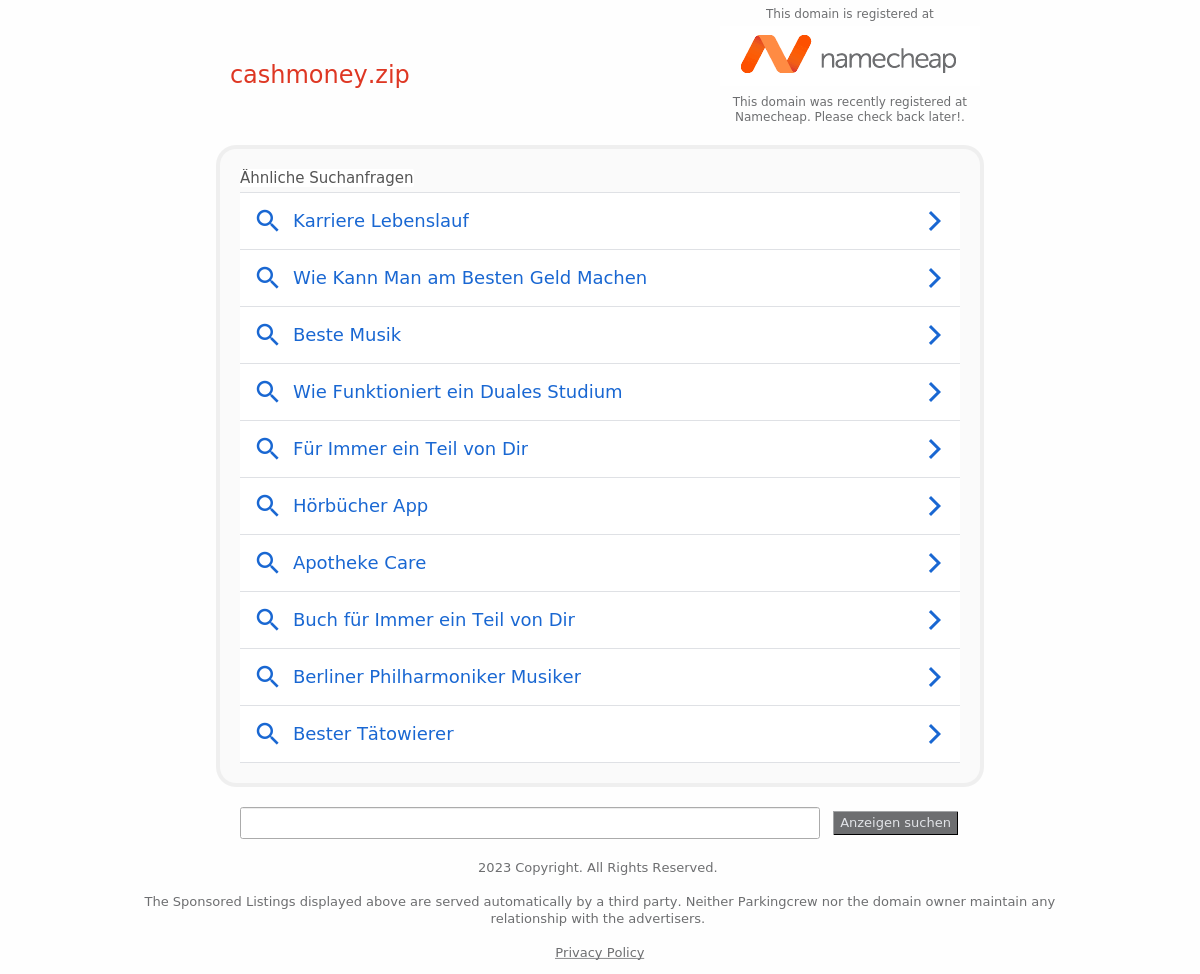 This domain is registered at
namecheap
cashmoney.zip
This domain was recently registered at
Namecheap. Please check back later!.
Ähnliche Suchanfragen
Karriere Lebenslauf
Wie Kann Man am Besten Geld Machen
Beste Musik
Wie Funktioniert ein Duales Studium
Für Immer ein Teil von Dir
Hörbücher App
Apotheke Care
Buch für Immer ein Teil von Dir
Berliner Philharmoniker Musiker
Bester Tätowierer
Anzeigen suchen
2023 Copyright. All Rights Reserved.
The Sponsored Listings displayed above are served automatically by a third party. Neither Parkingcrew nor the domain owner maintain any
relationship with the advertisers.
Privacy Policy